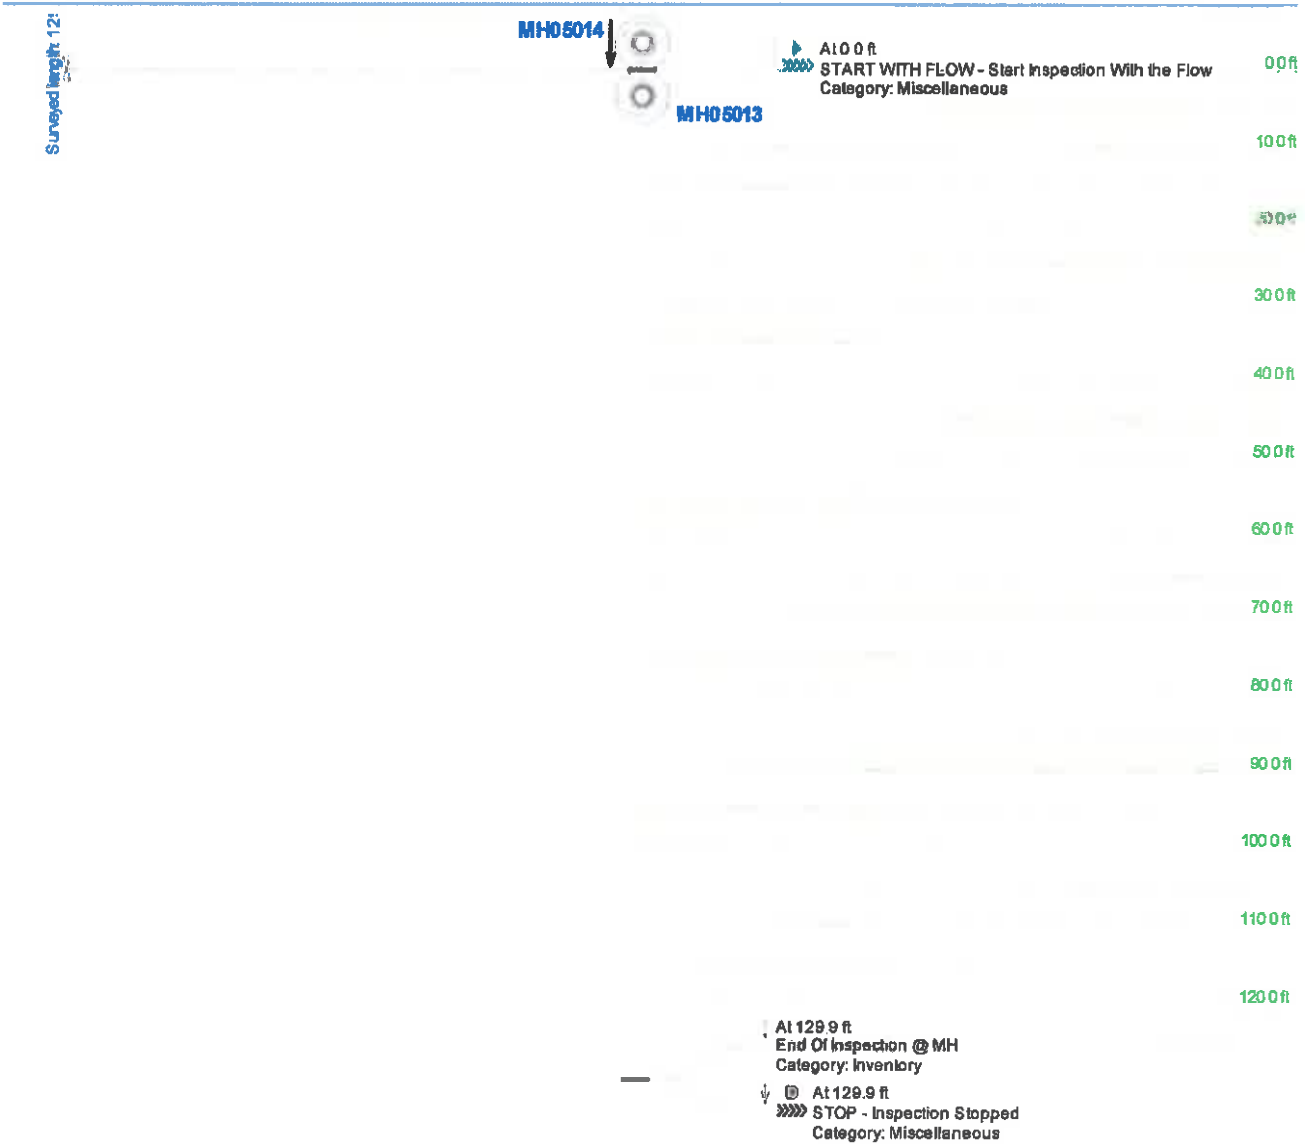 Surveyed length: 12
MH05014
MH05013
At 0 0 ft
START WITH FLOW - Start Inspection With the Flow
Category: Miscellaneous
0 0 ft
10 0 ft
30 0 ft
40 0 ft
50 0 ft
60 0 ft
70 0 ft
80 0 ft
90 0 ft
100 0 ft
110 0 ft
120 0 ft
At 129.9 ft
End Of Inspection @ MH
Category: Inventory
At 129.9 ft
STOP - Inspection Stopped
Category: Miscellaneous